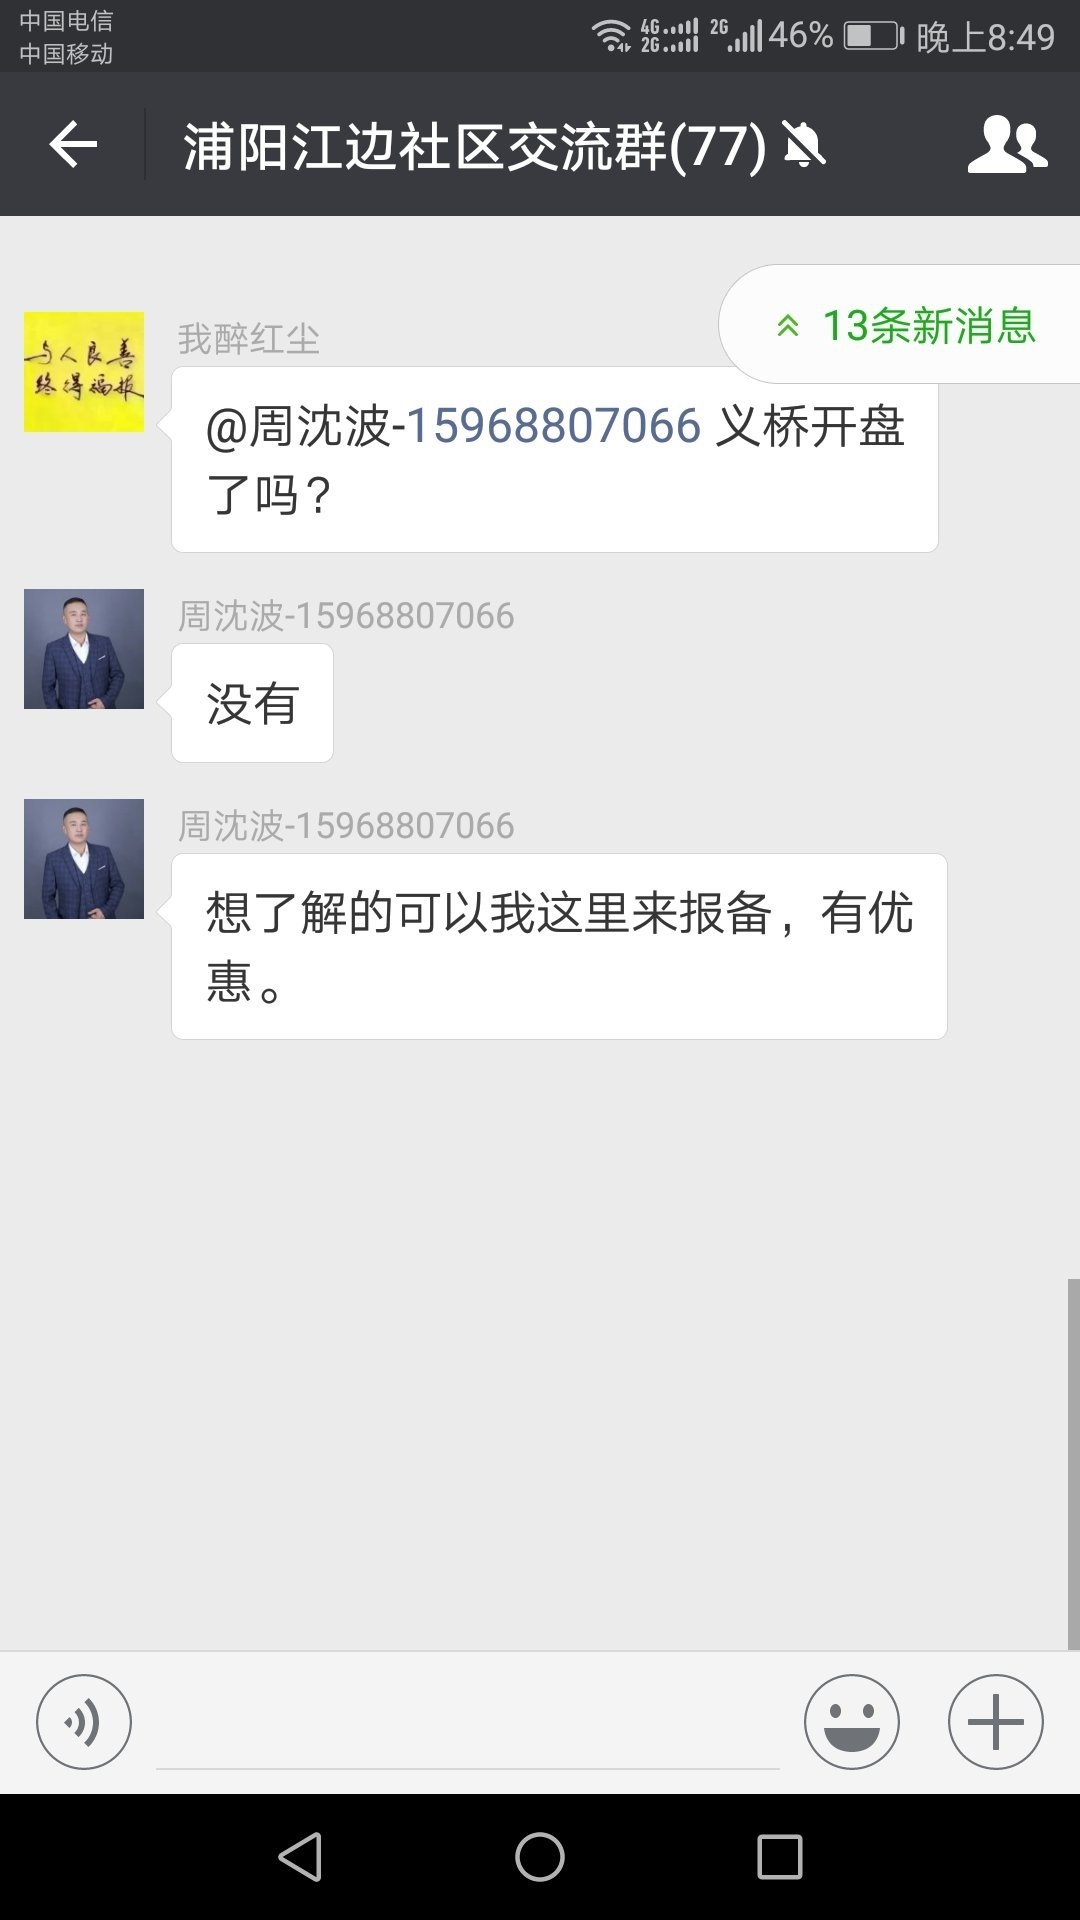 中国电信
中国移动
4G
2G
2G
46%
晚上8:49
浦阳江边社区交流群(77)
13条新消息
与人良善
终得福报
我醉红尘
@周沈波-15968807066 义桥开盘
了吗？
周沈波-15968807066
没有
周沈波-15968807066
想了解的可以我这里来报备，有优
惠。